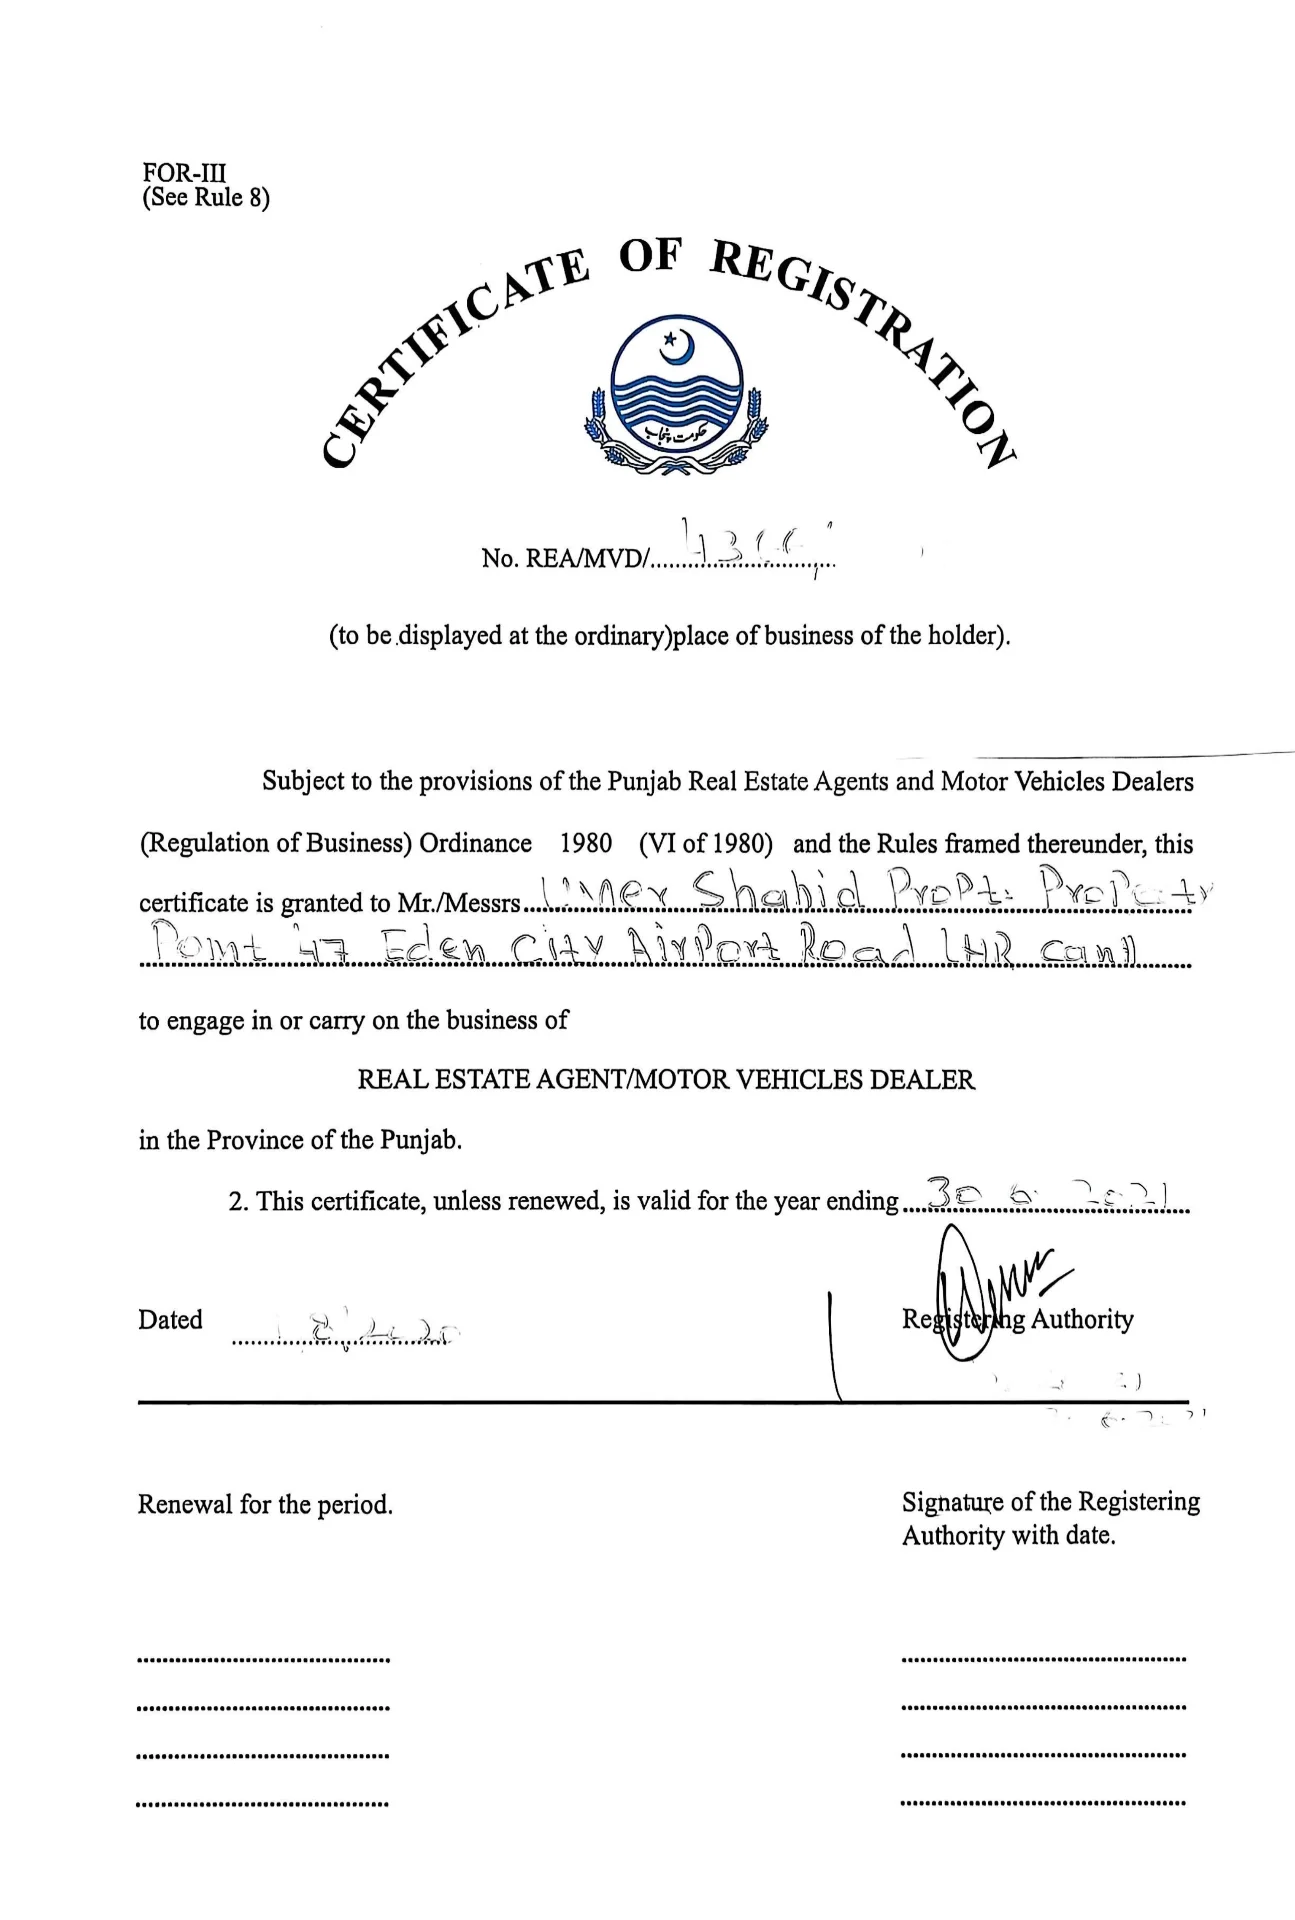 FOR-III
(See Rule 8)
CERTIFICATE OF REGISTRATION
حکومت پنجاب
No. REA/MVD/
(to be displayed at the ordinary)place of business of the holder).
Subject to the provisions of the Punjab Real Estate Agents and Motor Vehicles Dealers
(Regulation of Business) Ordinance 1980 (VI of 1980) and the Rules framed thereunder, this
certificate is granted to Mr./Messrs Umer Shahid Propt: Property
Point 47 Eden City Airport Road LHR Cantt
to engage in or carry on the business of
REAL ESTATE AGENT/MOTOR VEHICLES DEALER
in the Province of the Punjab.
2. This certificate, unless renewed, is valid for the year ending 30 6 2021
Dated 8 2020
Registering Authority
Renewal for the period.
Signature of the Registering
Authority with date.